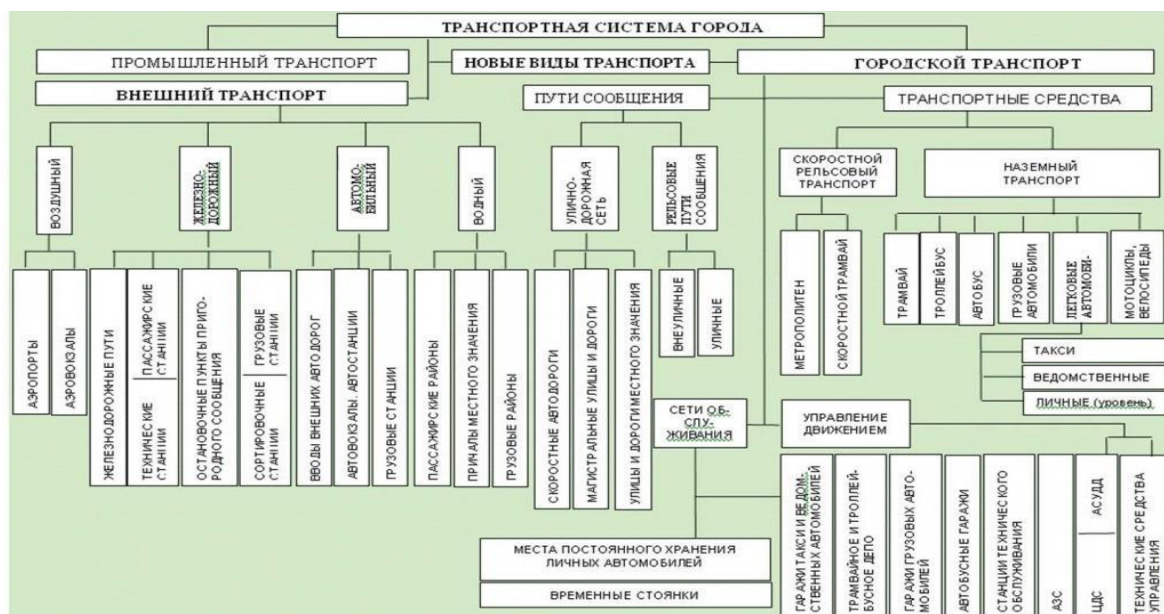 ТРАНСПОРТНАЯ СИСТЕМА ГОРОДА
ПРОМЫШЛЕННЫЙ ТРАНСПОРТ
НОВЫЕ ВИДЫ ТРАНСПОРТА
ГОРОДСКОЙ ТРАНСПОРТ
ВНЕШНИЙ ТРАНСПОРТ
ПУТИ СООБЩЕНИЯ
ТРАНСПОРТНЫЕ СРЕДСТВА
ВОЗДУШНЫЙ
ЖЕЛЕЗНО-
ДОРОЖНЫЙ
АВТОМО-
БИЛЬНЫЙ
ВОДНЫЙ
УЛИЧНО-
ДОРОЖНАЯ
СЕТЬ
РЕЛЬСОВЫЕ
ПУТИ
СООБЩЕНИЯ
СКОРОСТНОЙ
РЕЛЬСОВЫЙ
ТРАНСПОРТ
НАЗЕМНЫЙ
ТРАНСПОРТ
АЭРОПОРТЫ
АЭРОВОКЗАЛЫ
ЖЕЛЕЗНОДОРОЖНЫЕ ПУТИ
ПАССАЖИРСКИЕ
СТАНЦИИ
ТЕХНИЧЕСКИЕ
СТАНЦИИ
ОСТАНОВОЧНЫЕ ПУНКТЫ ПРИГО-
РОДНОГО СООБЩЕНИЯ
ГРУЗОВЫЕ
СТАНЦИИ
СОРТИРОВОЧНЫЕ
СТАНЦИИ
ВВОДЫ ВНЕШНИХ АВТОДОРОГ
АВТОВОКЗАЛЫ. АВТОСТАНЦИИ
ГРУЗОВЫЕ СТАНЦИИ
ПАССАЖИРСКИЕ РАЙОНЫ
ПРИЧАЛЫ МЕСТНОГО ЗНАЧЕНИЯ
ГРУЗОВЫЕ РАЙОНЫ
СКОРОСТНЫЕ АВТОДОРОГИ
МАГИСТРАЛЬНЫЕ УЛИЦЫ И ДОРОГИ
УЛИЦЫ И ДОРОГИ МЕСТНОГО ЗНАЧЕНИЯ
ВНЕУЛИЧНЫЕ
УЛИЧНЫЕ
МЕТРОПОЛИТЕН
СКОРОСТНОЙ ТРАМВАЙ
ТРАМВАЙ
ТРОЛЛЕЙБУС
АВТОБУС
ГРУЗОВЫЕ
АВТОМОБИЛИ
ЛЕГКОВЫЕ
АВТОМОБИ-
МОТОЦИКЛЫ,
ВЕЛОСИПЕДЫ
ТАКСИ
ВЕДОМСТВЕННЫЕ
ЛИЧНЫЕ (уровень)
СЕТИ ОБ-
СЛУ-
ЖИВАНИЯ
УПРАВЛЕНИЕ
ДВИЖЕНИЕМ
МЕСТА ПОСТОЯННОГО ХРАНЕНИЯ
ЛИЧНЫХ АВТОМОБИЛЕЙ
ВРЕМЕННЫЕ СТОЯНКИ
ГАРАЖИ ТАКСИ И ВЕДОМ-
СТВЕННЫХ АВТОМОБИЛЕЙ
ТРАМВАЙНОЕ И ТРОЛЛЕЙ-
БУСНОЕ ДЕПО
ГАРАЖИ ГРУЗОВЫХ АВТО-
МОБИЛЕЙ
АВТОБУСНЫЕ ГАРАЖИ
СТАНЦИИ ТЕХНИЧЕСКОГО
ОБСЛУЖИВАНИЯ
АЗС
АСУДД
ЦДС
ТЕХНИЧЕСКИЕ СРЕДСТВА
УПРАВЛЕНИЯ